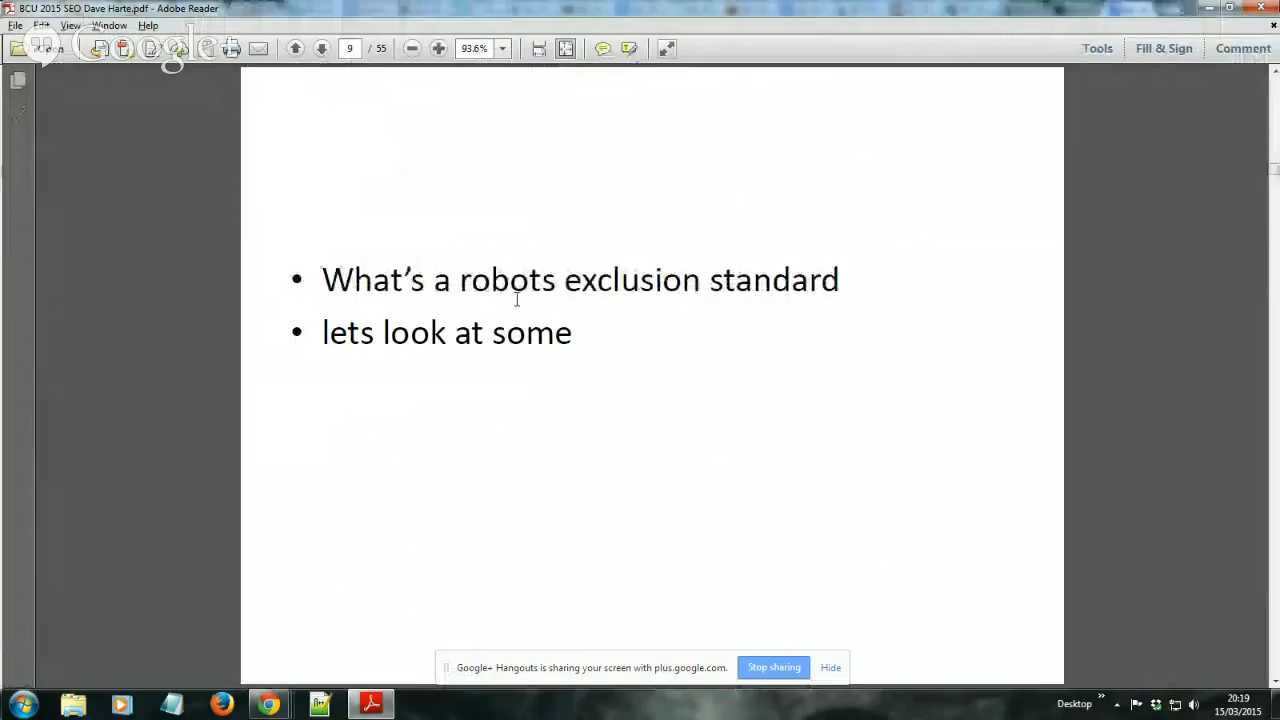 BCU 2015 SEO Dave Harte.pdf - Adobe Reader
File Edit View Window Help
Google
9 / 55 93.6% Tools Fill & Sign Comment
• What's a robots exclusion standard
• lets look at some
Google+ Hangouts is sharing your screen with plus.google.com. Stop sharing Hide
Desktop 20:19
15/03/2015